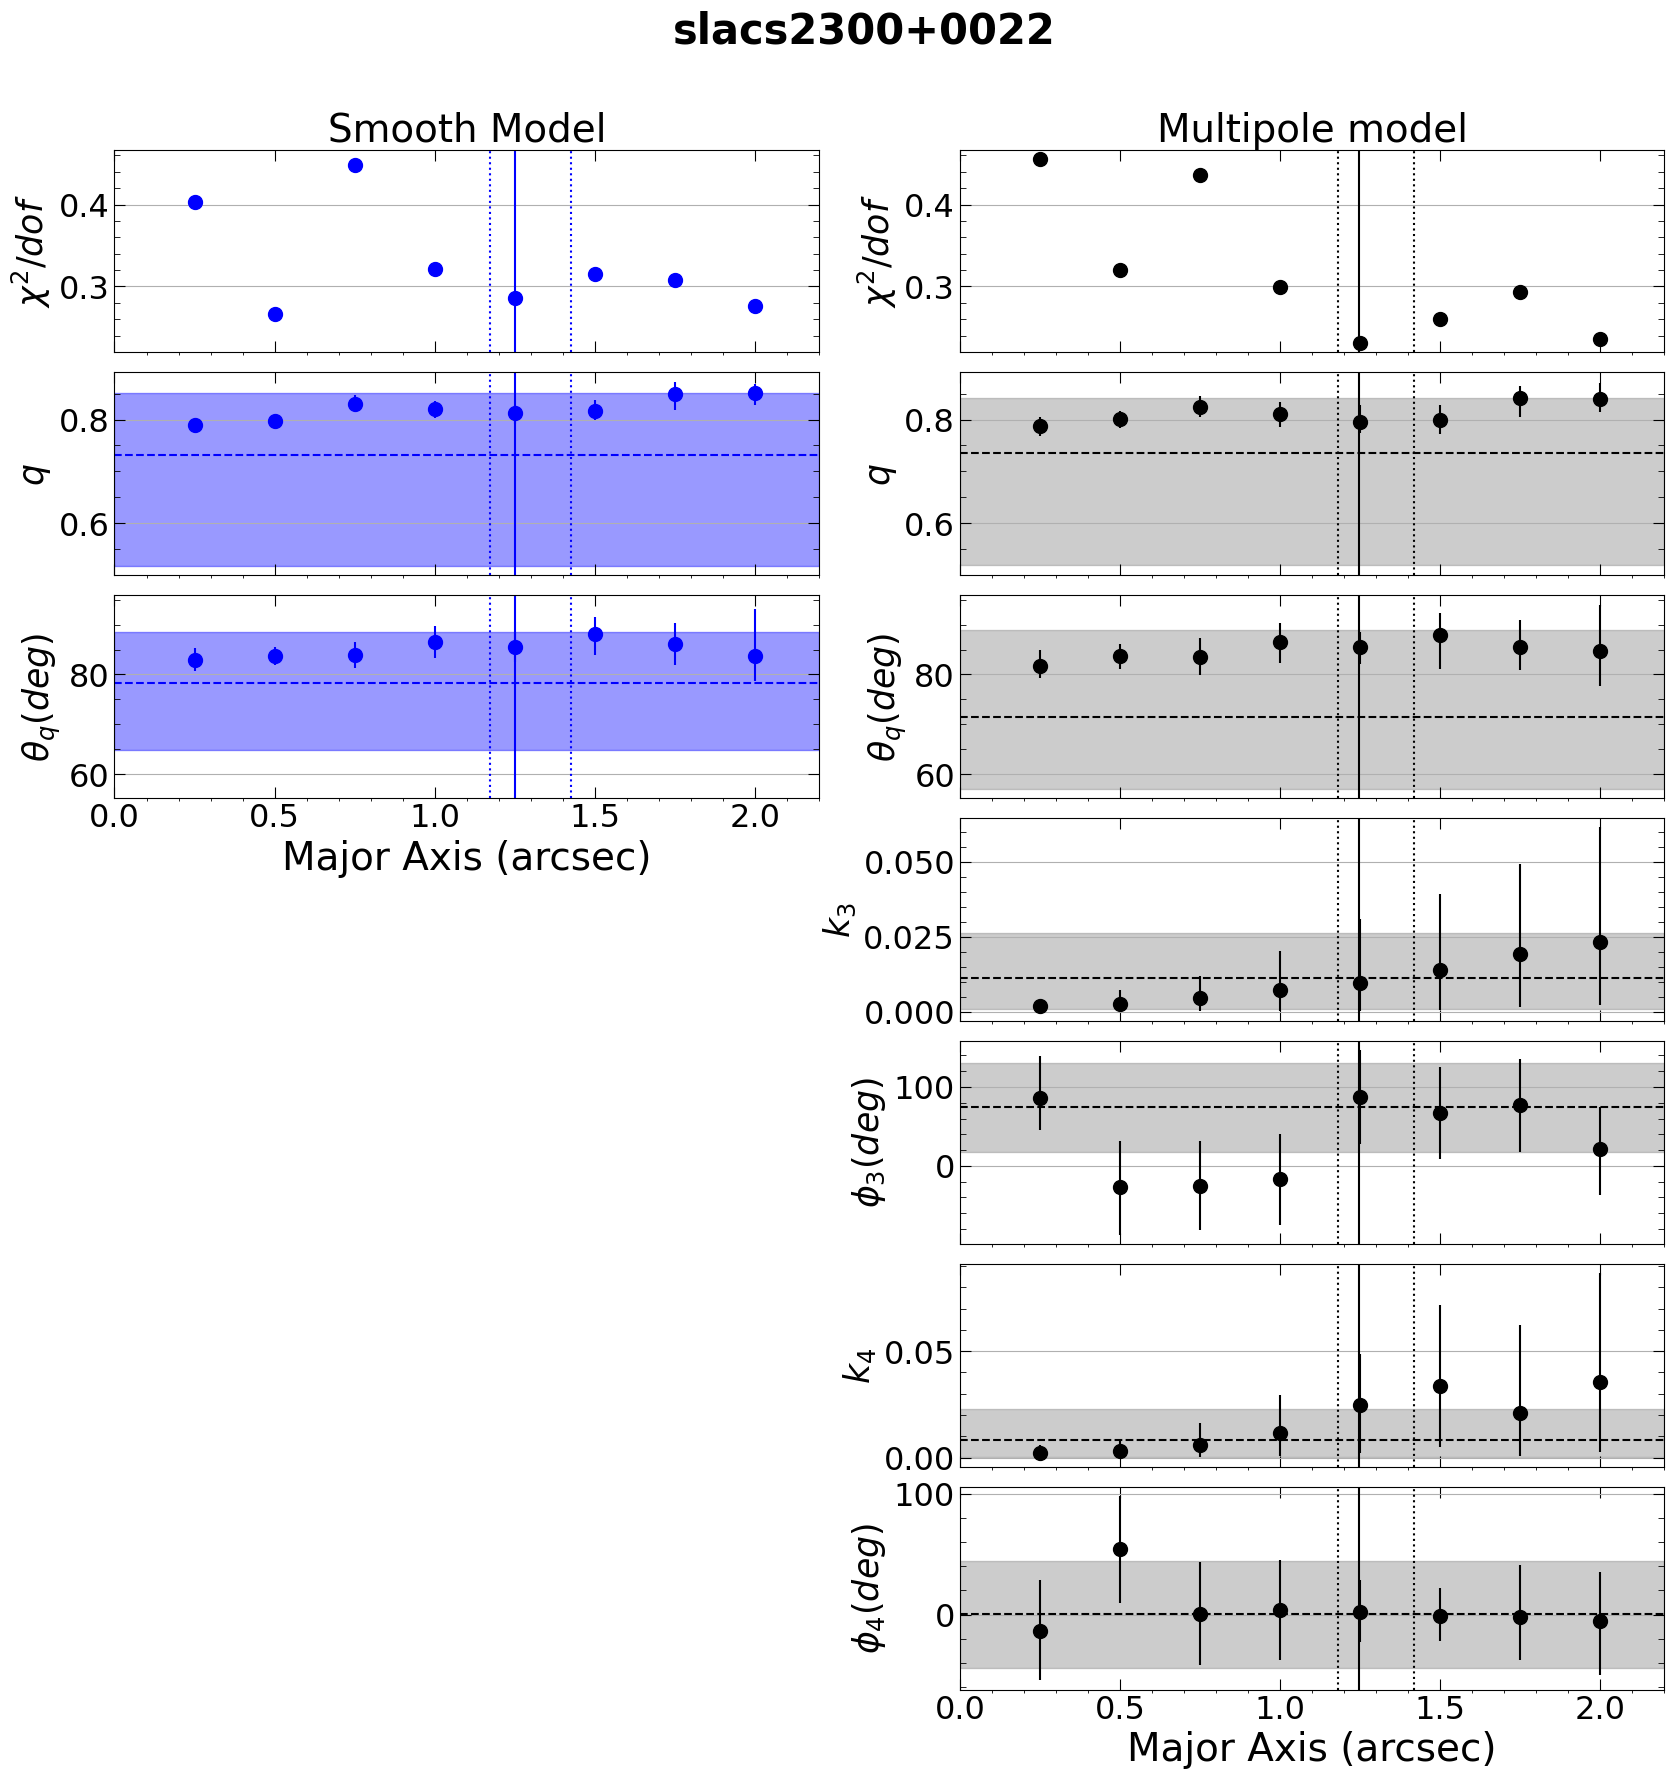 slacs2300+0022
Smooth Model
χ²/dof
0.4
0.3
q
0.8
0.6
θ_q(deg)
80
60
0.0 0.5 1.0 1.5 2.0
Major Axis (arcsec)
Multipole model
χ²/dof
0.4
0.3
q
0.8
0.6
θ_q(deg)
80
60
k₃
0.050
0.025
0.000
ϕ₃(deg)
100
0
k₄
0.05
0.00
ϕ₄(deg)
100
0
0.0 0.5 1.0 1.5 2.0
Major Axis (arcsec)